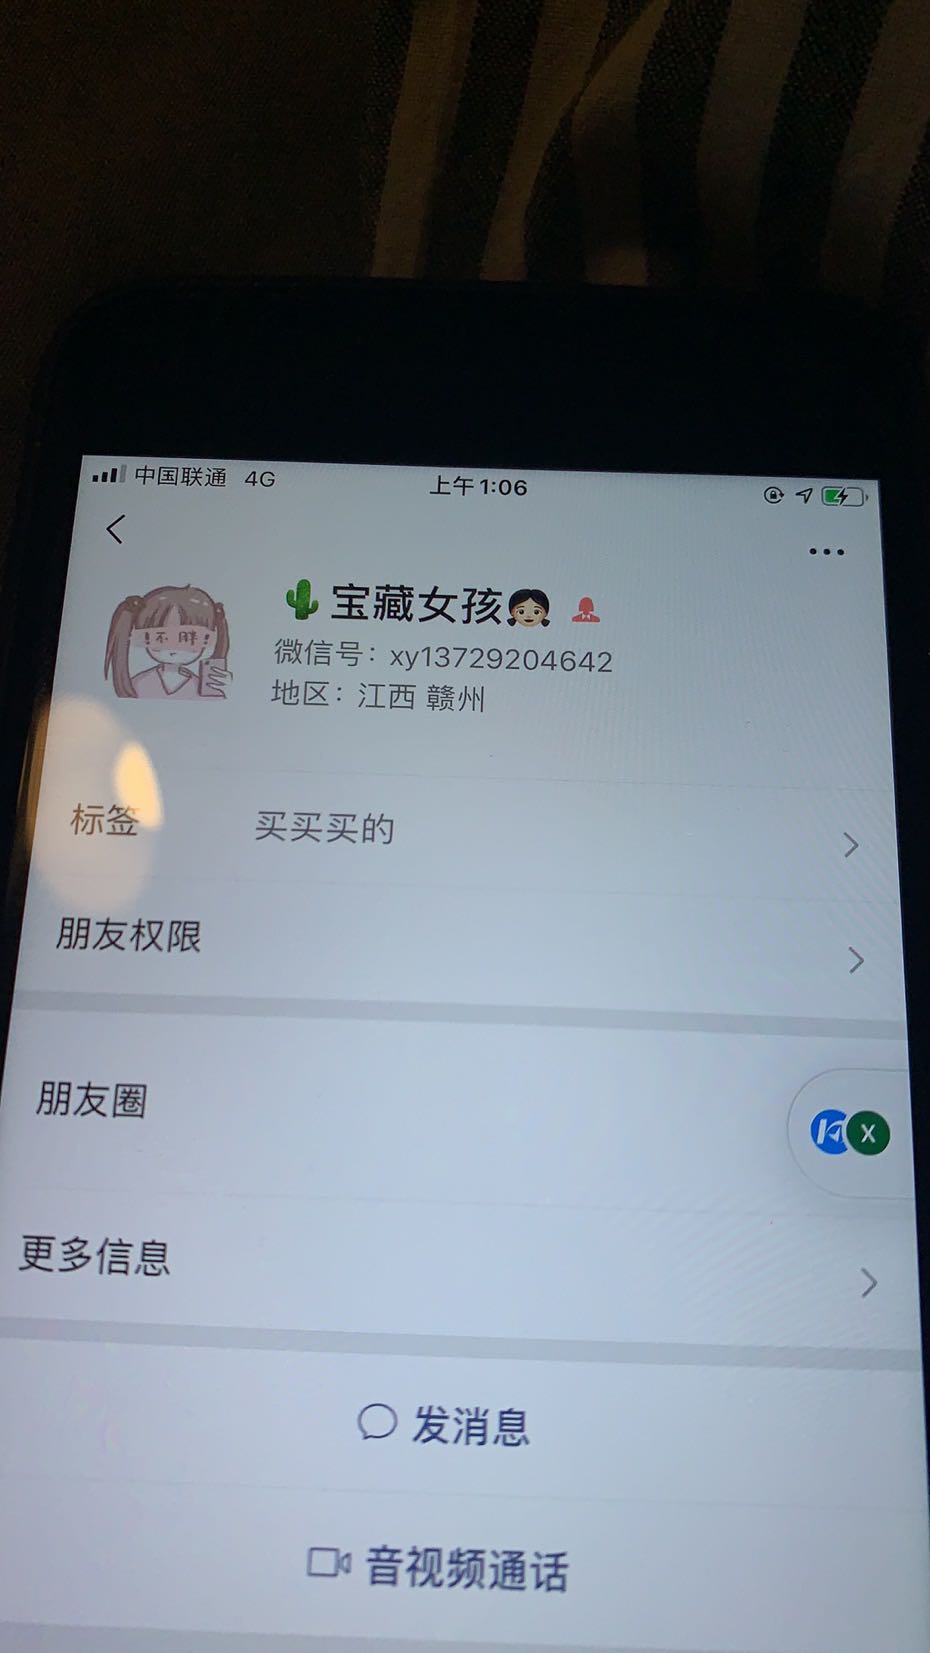 中国联通 4G 上午1:06
🌵宝藏女孩👧
!不胖!
微信号：xy13729204642
地区：江西 赣州
标签 买买买的
朋友权限
朋友圈
X
更多信息
发消息
音视频通话